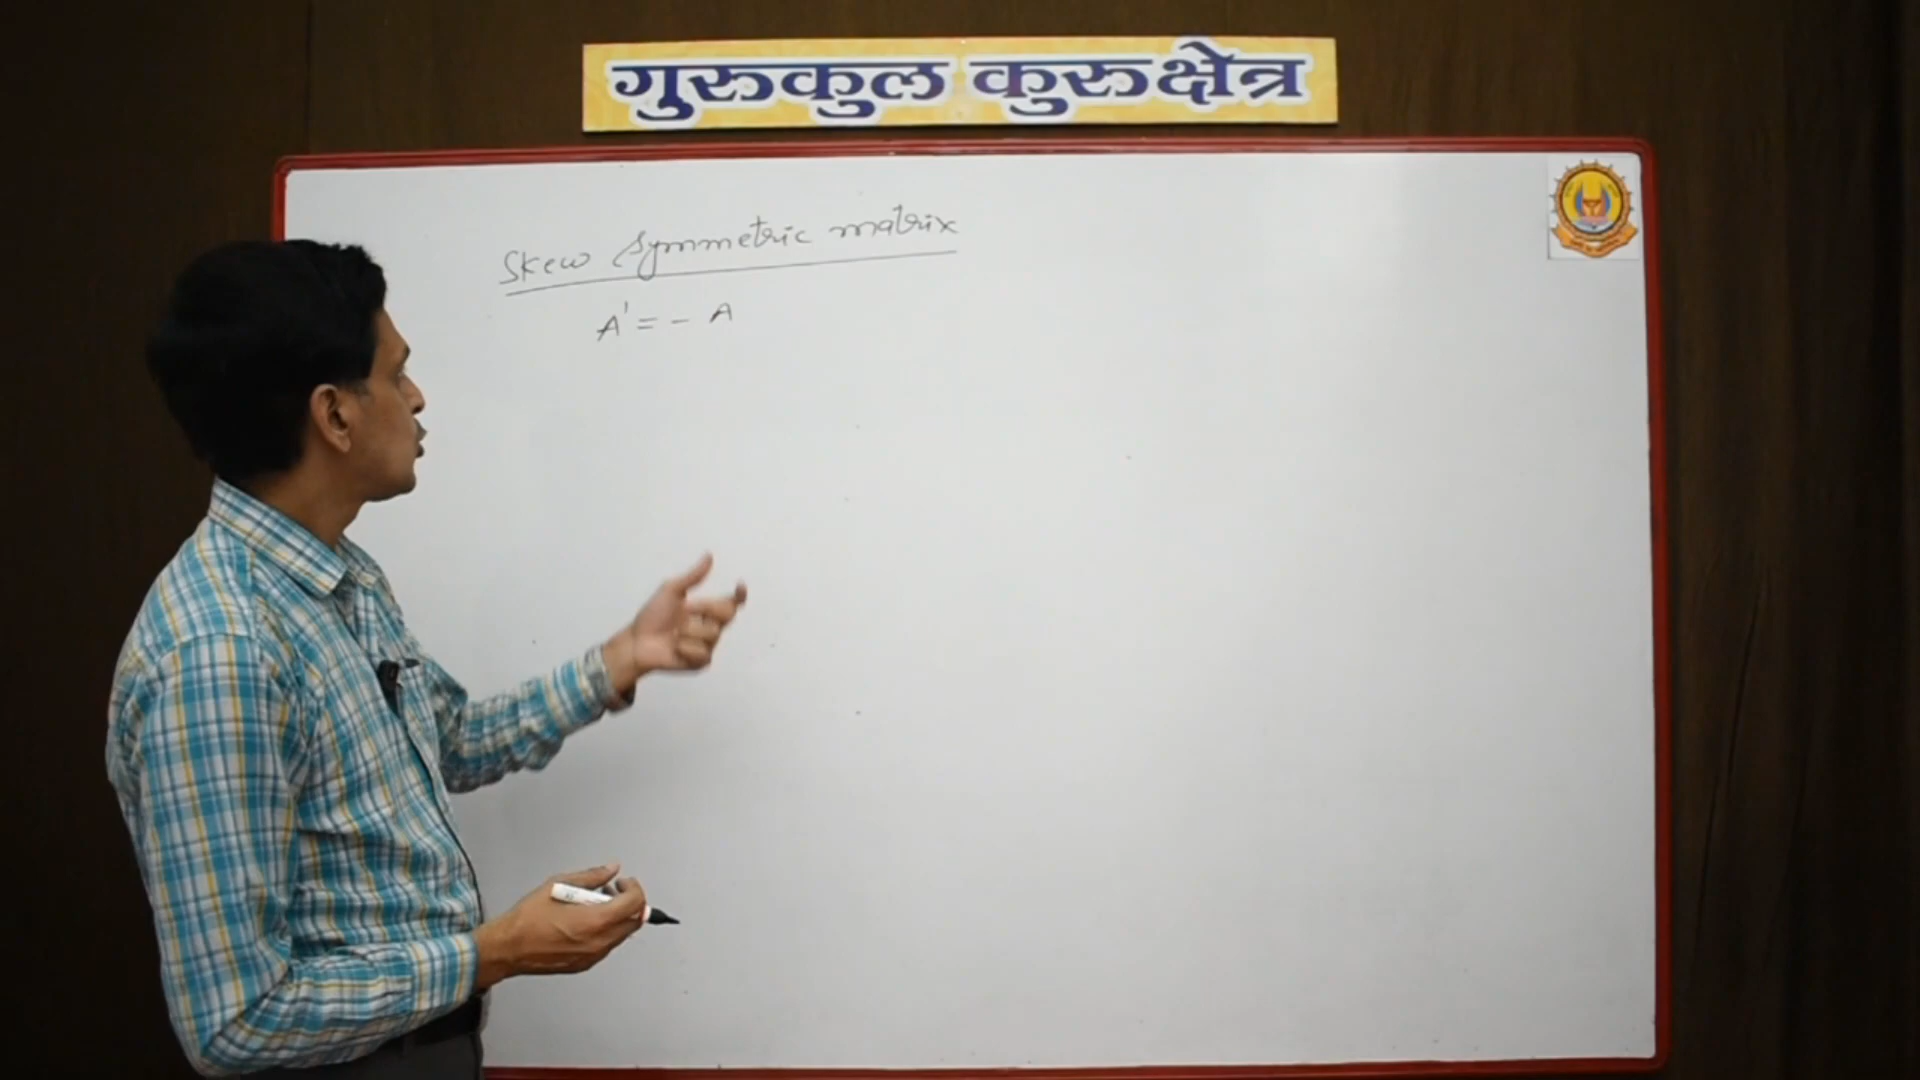 गुरुकुल कुरुक्षेत्र
Skew Symmetric matrix
A' = - A